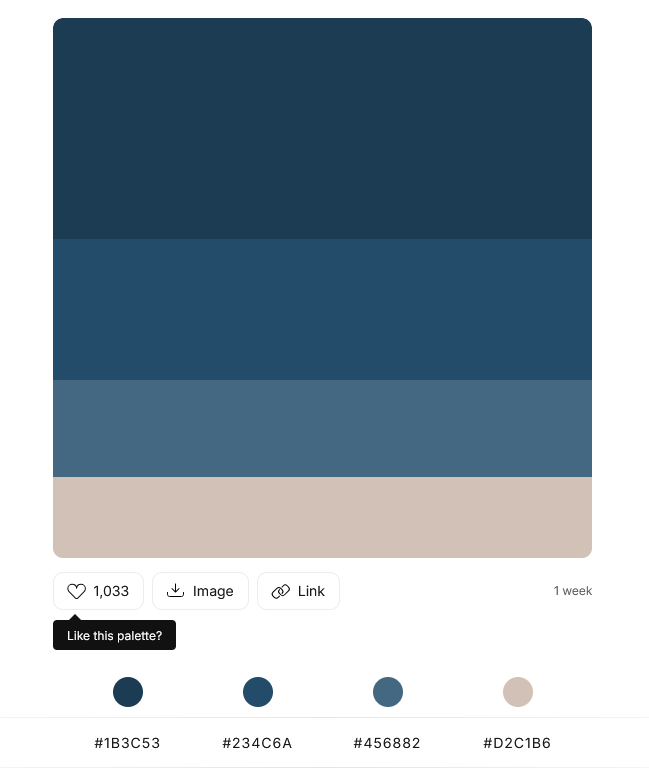 1,033 Image Link 1 week
Like this palette?
#1B3C53 #234C6A #456882 #D2C1B6